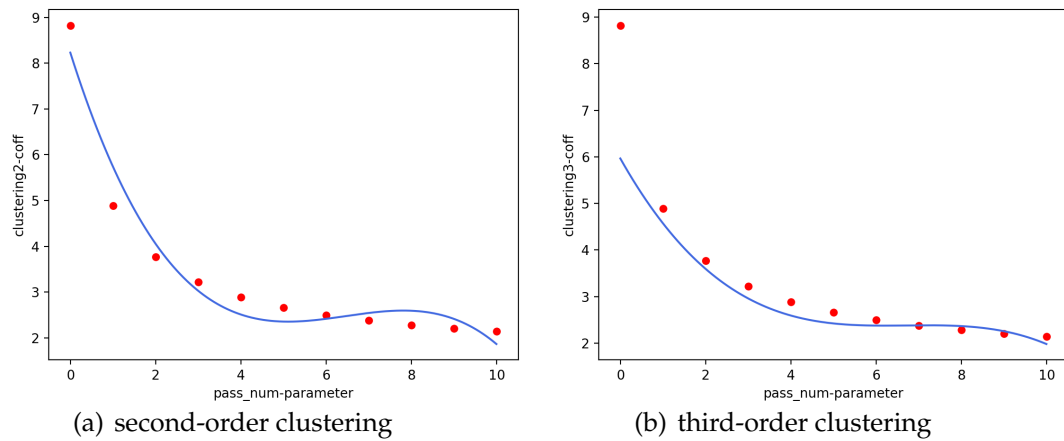 9
8
7
6
5
4
3
2
clustering2-coff
0 2 4 6 8 10
pass_num-parameter
(a) second-order clustering
9
8
7
6
5
4
3
2
clustering3-coff
0 2 4 6 8 10
pass_num-parameter
(b) third-order clustering